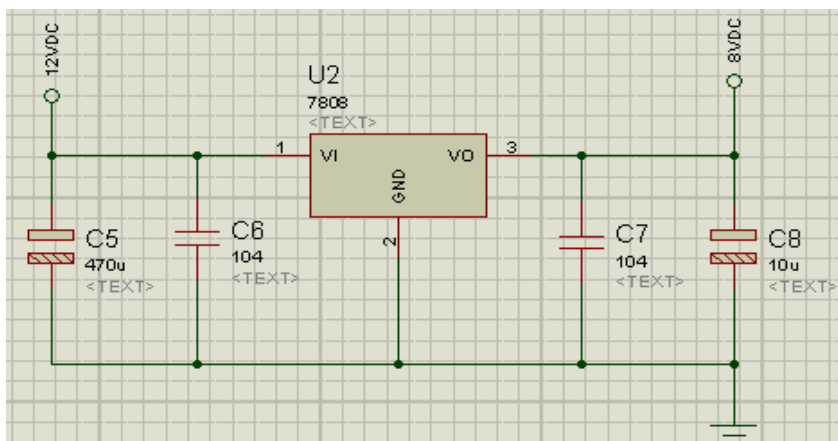 12VDC
8VDC
U2
7808
<TEXT>
1
VI
VO
3
GND
2
C5
470u
<TEXT>
C6
104
<TEXT>
C7
104
<TEXT>
C8
10u
<TEXT>